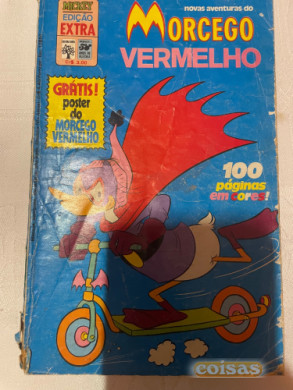 MICKEY
EDIÇÃO
EXTRA
novas aventuras do
MORCEGO
VERMELHO
GRÁTIS!
poster
do
MORCEGO
VERMELHO
100
páginas
em cores!
coisas